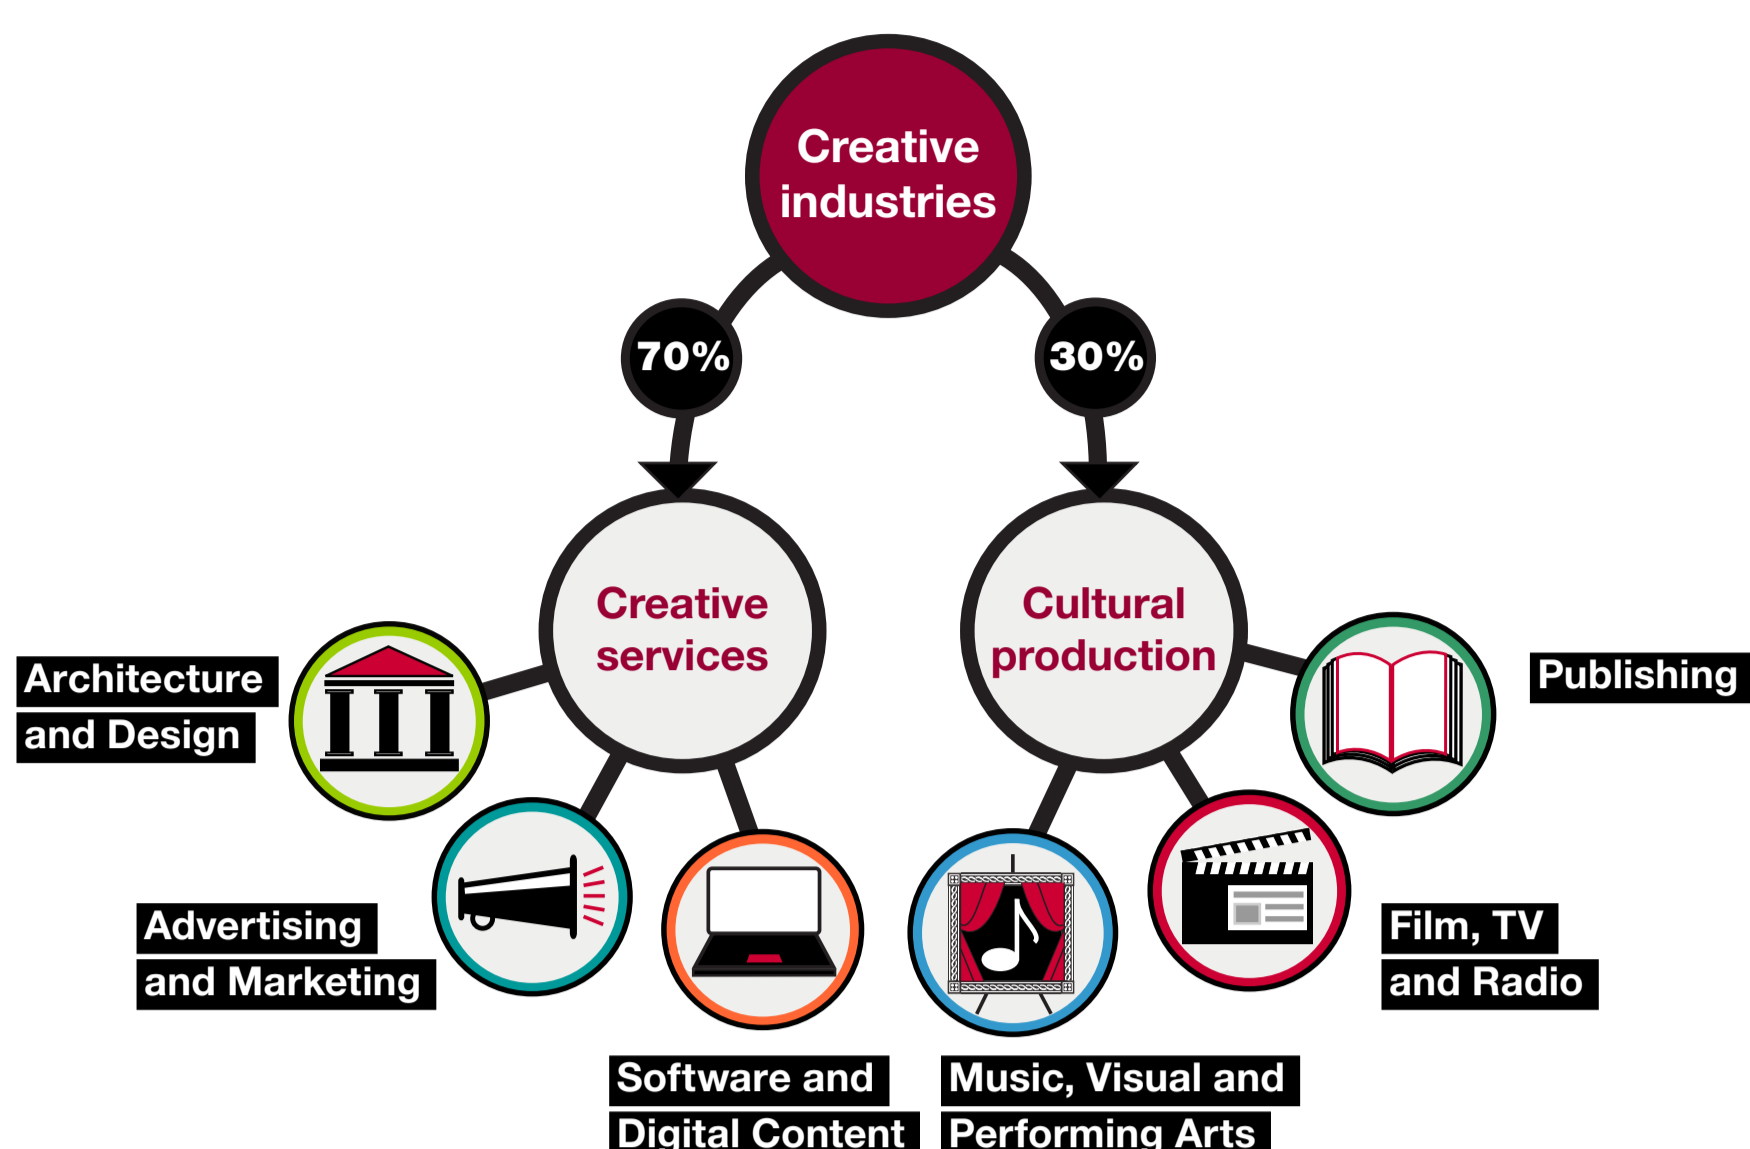 Creative
industries
70%
30%
Creative
services
Cultural
production
Architecture
and Design
Publishing
Advertising
and Marketing
Film, TV
and Radio
Software and
Digital Content
Music, Visual and
Performing Arts